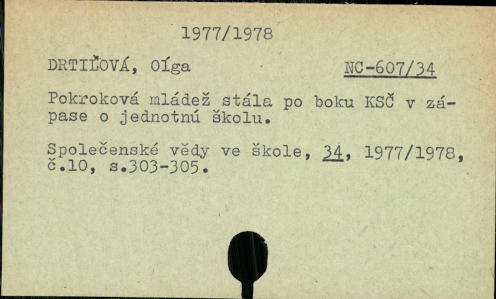 1977/1978
DRTIĽOVÁ, Oľga NC-607/34
Pokroková mládež stála po boku KSČ v zá-
pase o jednotnú školu.
Společenské vědy ve škole, 34, 1977/1978,
č.10, s.303-305.